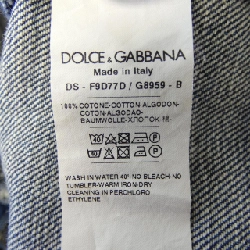 DOLCE & GABBANA
Made in Italy
DS - F9D77D / G8959 - B
100% COTONE-COTTON-ALGODON-
COTON-ALGODAO-
BAUMWOLLE-ХЛОПОК-棉
WASH IN WATER 40° NO BLEACH NO
TUMBLER-WARM IRON-DRY
CLEANING IN PERCHLORO
ETHYLENE